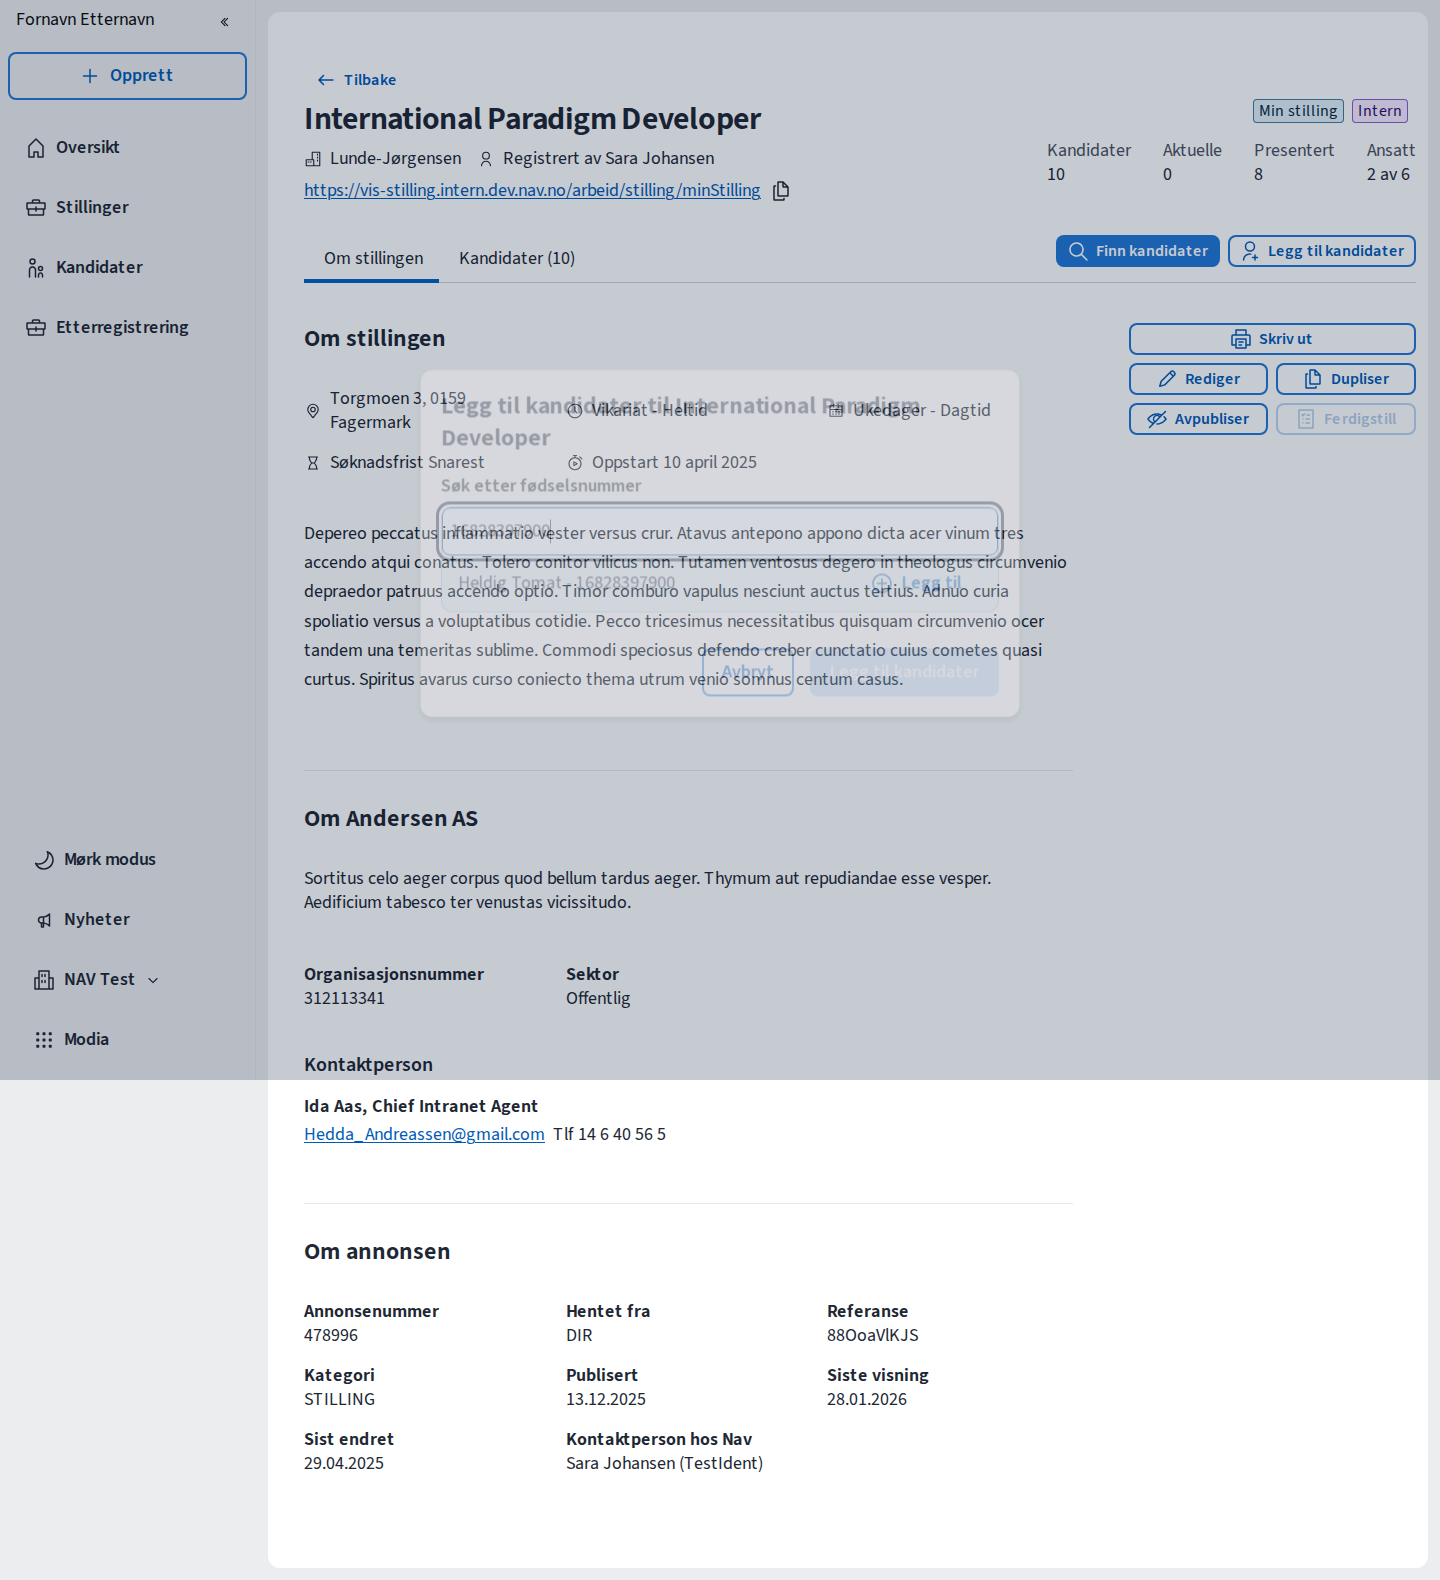 Fornavn Etternavn
Opprett
Oversikt
Stillinger
Kandidater
Etterregistrering
Mørk modus
Nyheter
NAV Test
Modia
Tilbake
International Paradigm Developer
Lunde-Jørgensen Registrert av Sara Johansen
https://vis-stilling.intern.dev.nav.no/arbeid/stilling/minStilling
Min stilling Intern
Kandidater Aktuelle Presentert Ansatt
10 0 8 2 av 6
Om stillingen Kandidater (10)
Finn kandidater Legg til kandidater
Om stillingen
Skriv ut
Rediger Dupliser
Avpubliser Ferdigstill
Torgmoen 3, 0159
Fagermark
Vikariat - Heltid
Ukedager - Dagtid
Søknadsfrist Snarest
Oppstart 10 april 2025
Legg til kandidater til International Paradigm
Developer
Søk etter fødselsnummer
16828397900
Heldig Tomat - 16828397900
Legg til
Avbryt Legg til kandidater
Depereo peccatus inflammatio vester versus crur. Atavus antepono appono dicta acer vinum tres
accendo atqui conatus. Tolero conitor vilicus non. Tutamen ventosus degero in theologus circumvenio
depraedor patruus accendo optio. Timor comburo vapulus nesciunt auctus tertius. Adnuo curia
spoliatio versus a voluptatibus cotidie. Pecco tricesimus necessitatibus quisquam circumvenio ocer
tandem una temeritas sublime. Commodi speciosus defendo creber cunctatio cuius cometes quasi
curtus. Spiritus avarus curso coniecto thema utrum venio somnus centum casus.
Om Andersen AS
Sortitus celo aeger corpus quod bellum tardus aeger. Thymum aut repudiandae esse vesper.
Aedificium tabesco ter venustas vicissitudo.
Organisasjonsnummer Sektor
312113341 Offentlig
Kontaktperson
Ida Aas, Chief Intranet Agent
Hedda_Andreassen@gmail.com Tlf 14 6 40 56 5
Om annonsen
Annonsenummer Hentet fra Referanse
478996 DIR 88OoaVlKJS
Kategori Publisert Siste visning
STILLING 13.12.2025 28.01.2026
Sist endret Kontaktperson hos Nav
29.04.2025 Sara Johansen (TestIdent)